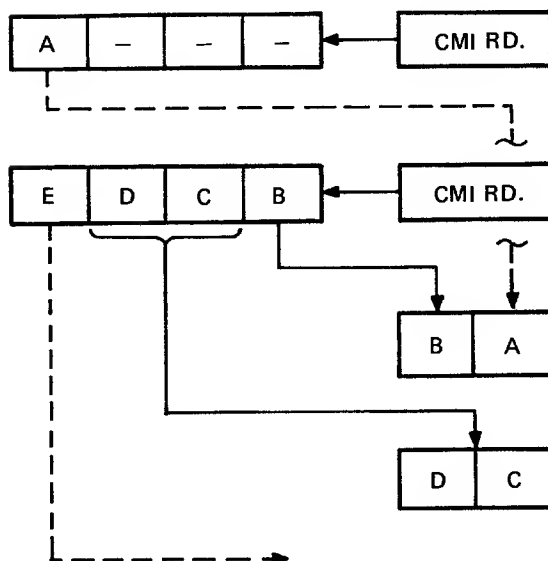 A — — — CMI RD.
E D C B CMI RD.
B A
D C